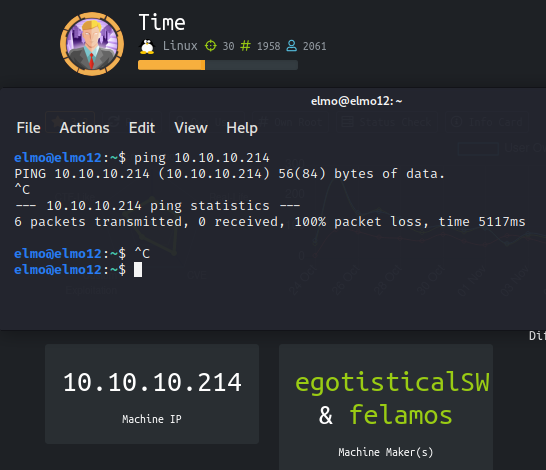 Time
Linux 30 # 1958 2061
elmo@elmo12: ~
File Actions Edit View Help
elmo@elmo12:~$ ping 10.10.10.214
PING 10.10.10.214 (10.10.10.214) 56(84) bytes of data.
^C
--- 10.10.10.214 ping statistics ---
6 packets transmitted, 0 received, 100% packet loss, time 5117ms
elmo@elmo12:~$ ^C
elmo@elmo12:~$
Dif
10.10.10.214
Machine IP
egotisticalSW
& felamos
Machine Maker(s)